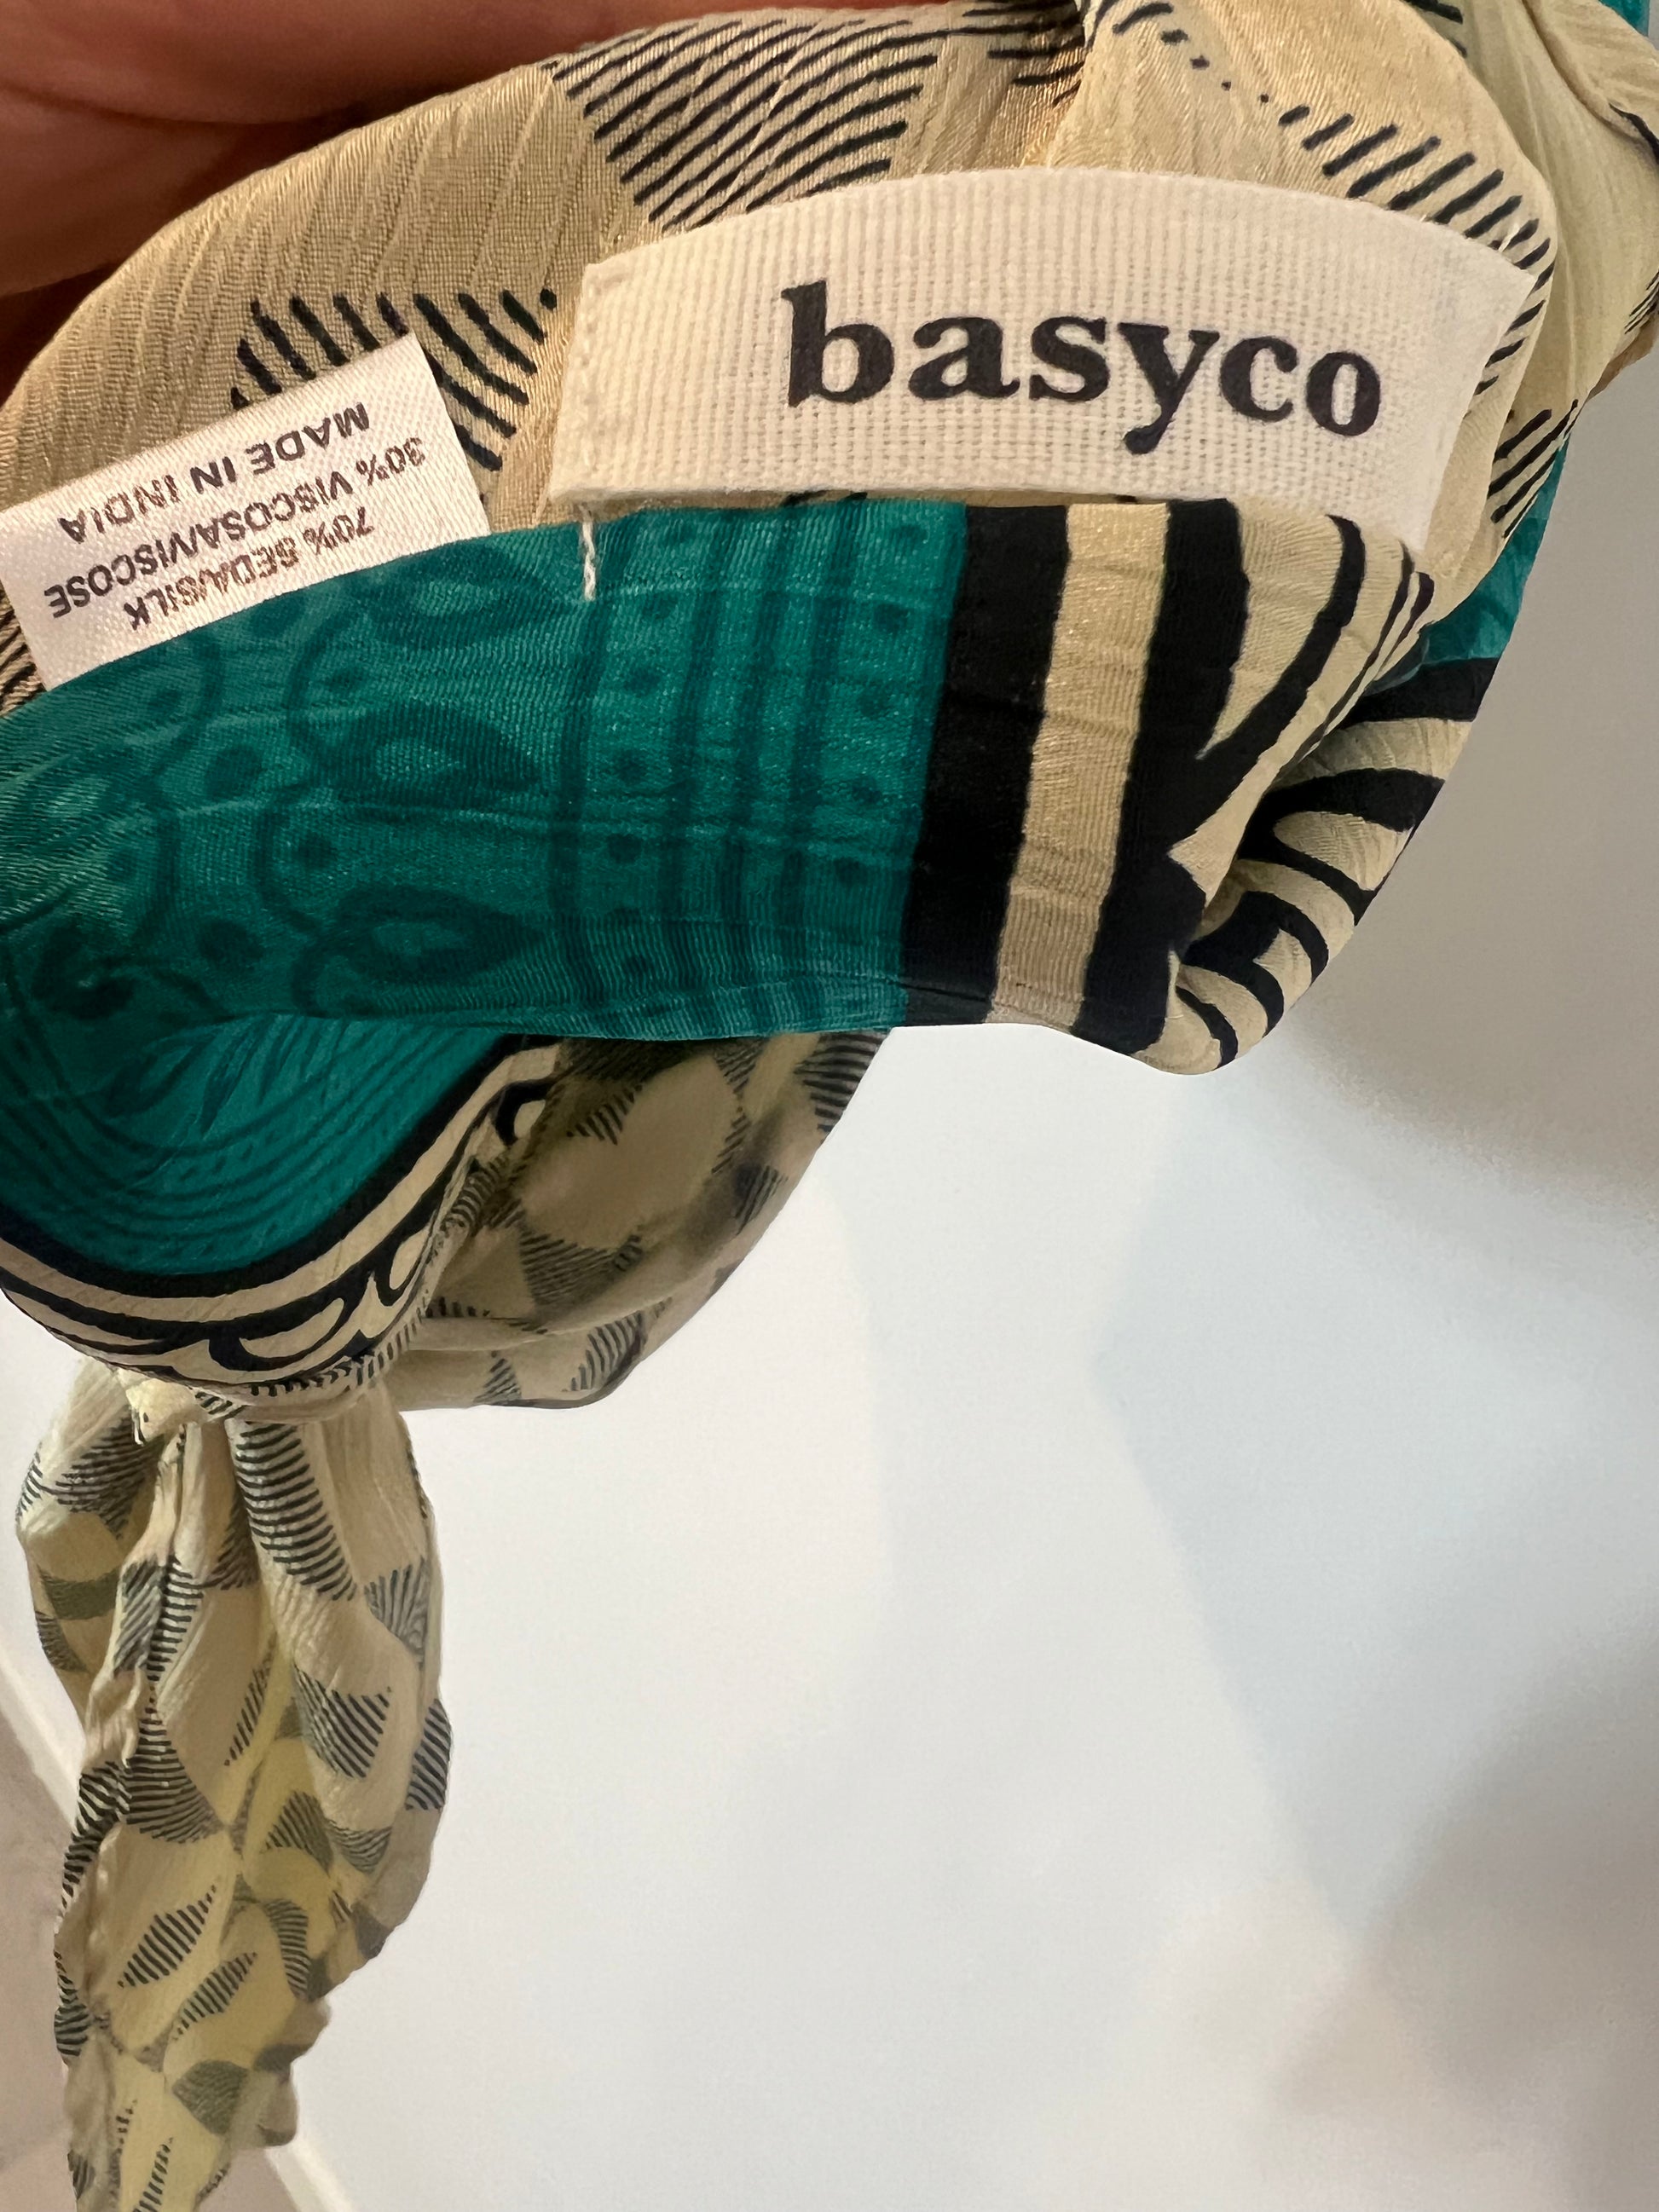 basyco
70% SEDA/SILK
30% VISCOSA/VISCOSE
MADE IN INDIA